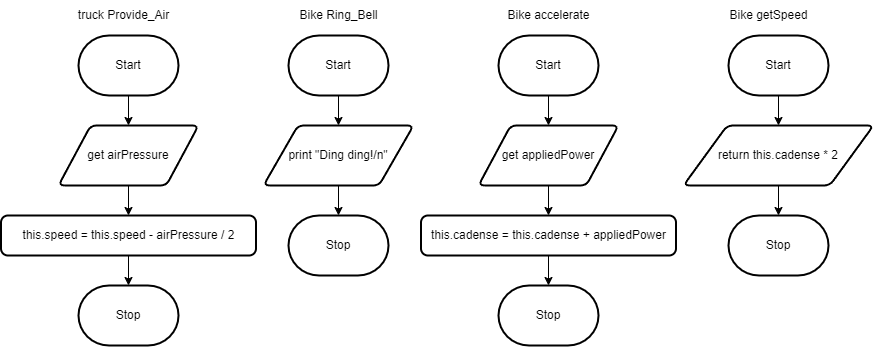 truck Provide_Air
Start
get airPressure
this.speed = this.speed - airPressure / 2
Stop
Bike Ring_Bell
Start
print "Ding ding!/n"
Stop
Bike accelerate
Start
get appliedPower
this.cadense = this.cadense + appliedPower
Stop
Bike getSpeed
Start
return this.cadense * 2
Stop